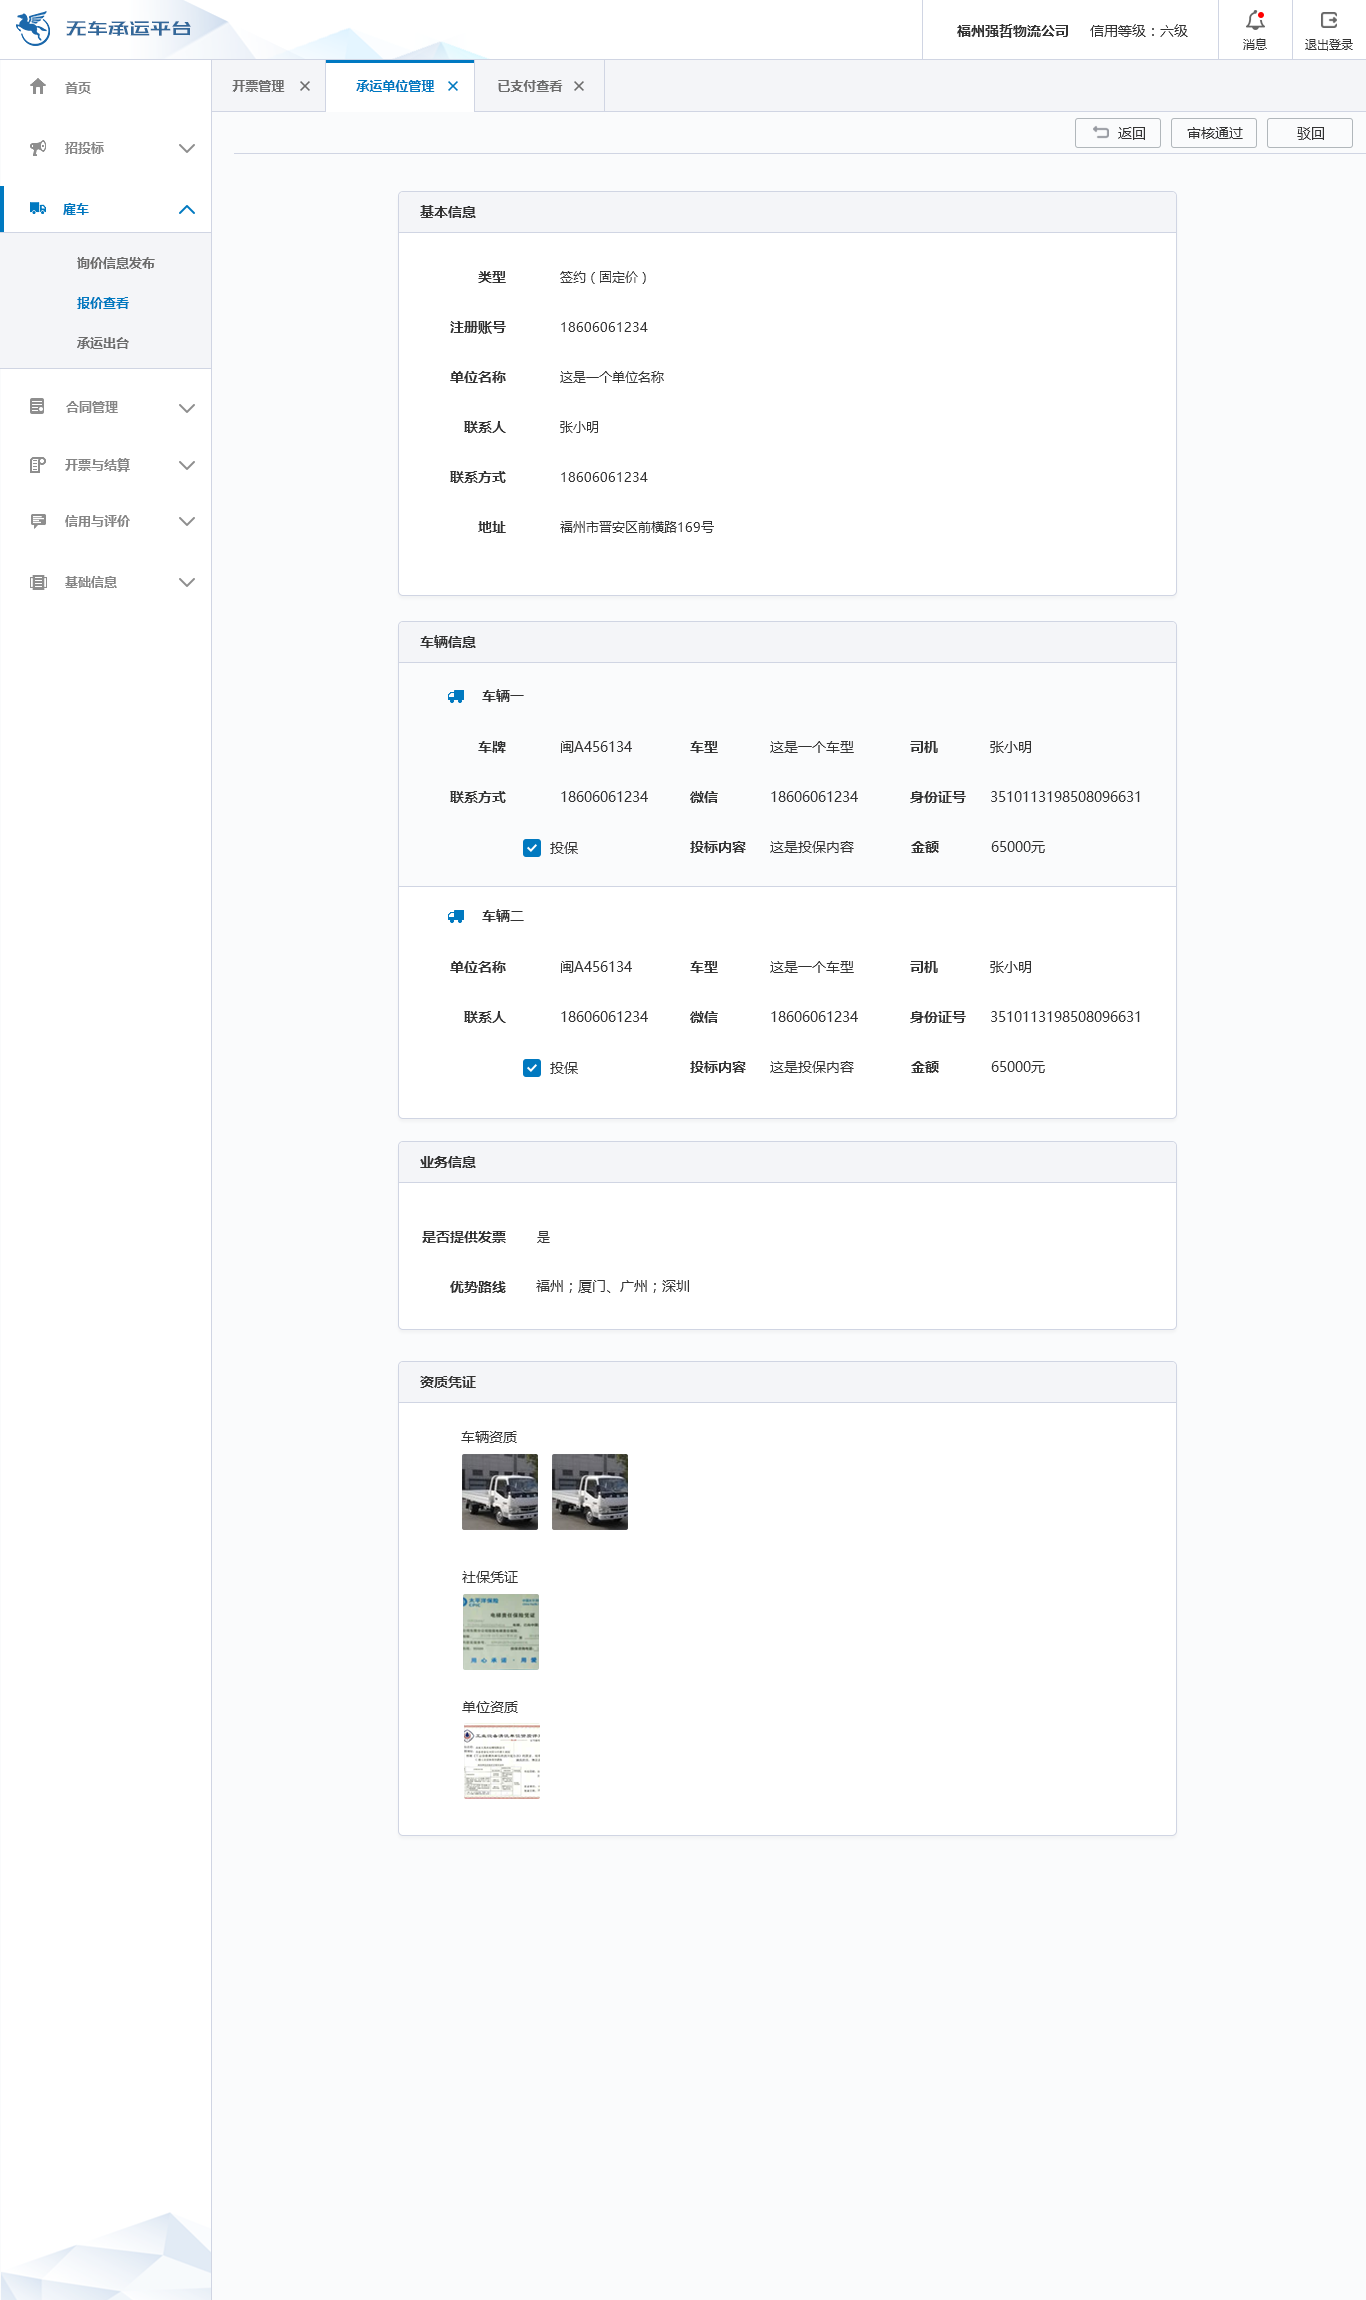 无车承运平台
福州强哲物流公司 信用等级：六级
消息
退出登录
首页
招投标
雇车
询价信息发布
报价查看
承运出台
合同管理
开票与结算
信用与评价
基础信息
开票管理
承运单位管理
已支付查看
返回
审核通过
驳回
基本信息
类型 签约（固定价）
注册账号 18606061234
单位名称 这是一个单位名称
联系人 张小明
联系方式 18606061234
地址 福州市晋安区前横路169号
车辆信息
车辆一
车牌 闽A456134 车型 这是一个车型 司机 张小明
联系方式 18606061234 微信 18606061234 身份证号 3510113198508096631
投保 投标内容 这是投保内容 金额 65000元
车辆二
单位名称 闽A456134 车型 这是一个车型 司机 张小明
联系人 18606061234 微信 18606061234 身份证号 3510113198508096631
投保 投标内容 这是投保内容 金额 65000元
业务信息
是否提供发票 是
优势路线 福州；厦门、广州；深圳
资质凭证
车辆资质
社保凭证
太平洋保险
单位资质